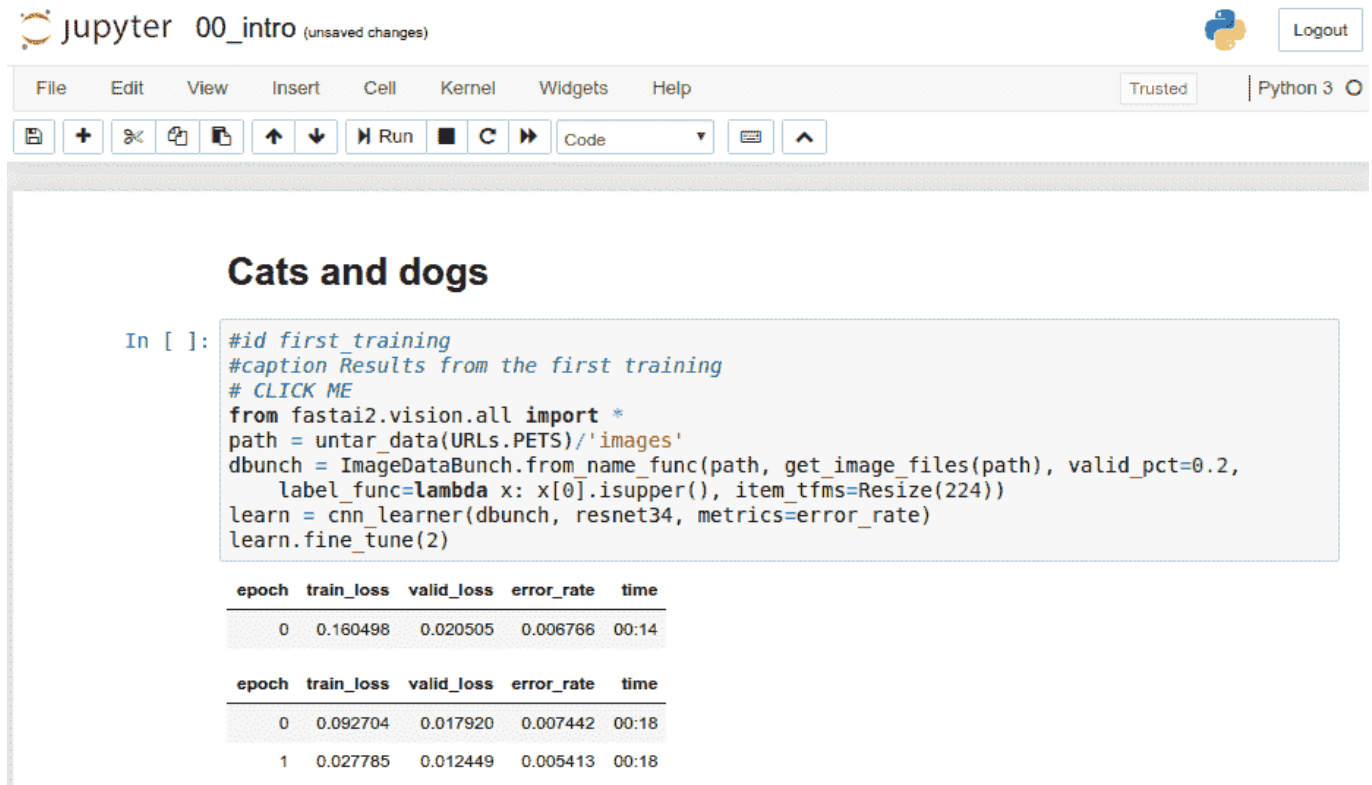 jupyter 00_intro (unsaved changes) Logout
File Edit View Insert Cell Kernel Widgets Help Trusted Python 3
Run Code
Cats and dogs
In [ ]: #id first_training
#caption Results from the first training
# CLICK ME
from fastai2.vision.all import *
path = untar_data(URLs.PETS)/'images'
dbunch = ImageDataBunch.from_name_func(path, get_image_files(path), valid_pct=0.2,
    label_func=lambda x: x[0].isupper(), item_tfms=Resize(224))
learn = cnn_learner(dbunch, resnet34, metrics=error_rate)
learn.fine_tune(2)
epoch train_loss valid_loss error_rate time
0 0.160498 0.020505 0.006766 00:14
epoch train_loss valid_loss error_rate time
0 0.092704 0.017920 0.007442 00:18
1 0.027785 0.012449 0.005413 00:18